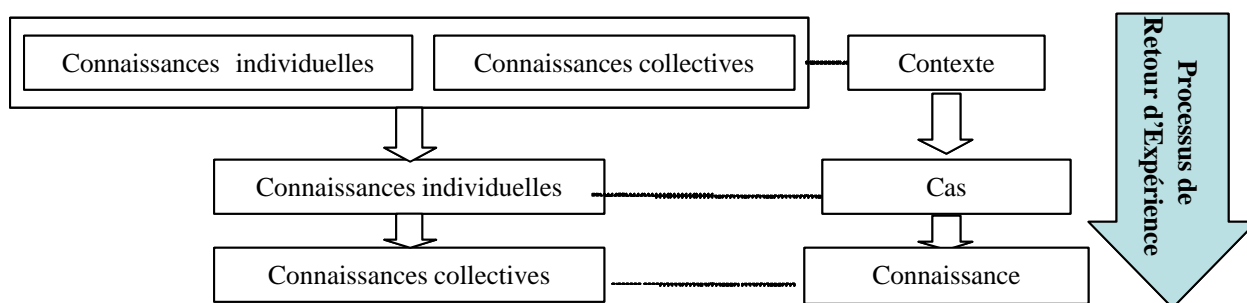 Connaissances individuelles
Connaissances collectives
Contexte
Connaissances individuelles
Cas
Connaissances collectives
Connaissance
Processus de
Retour d'Expérience